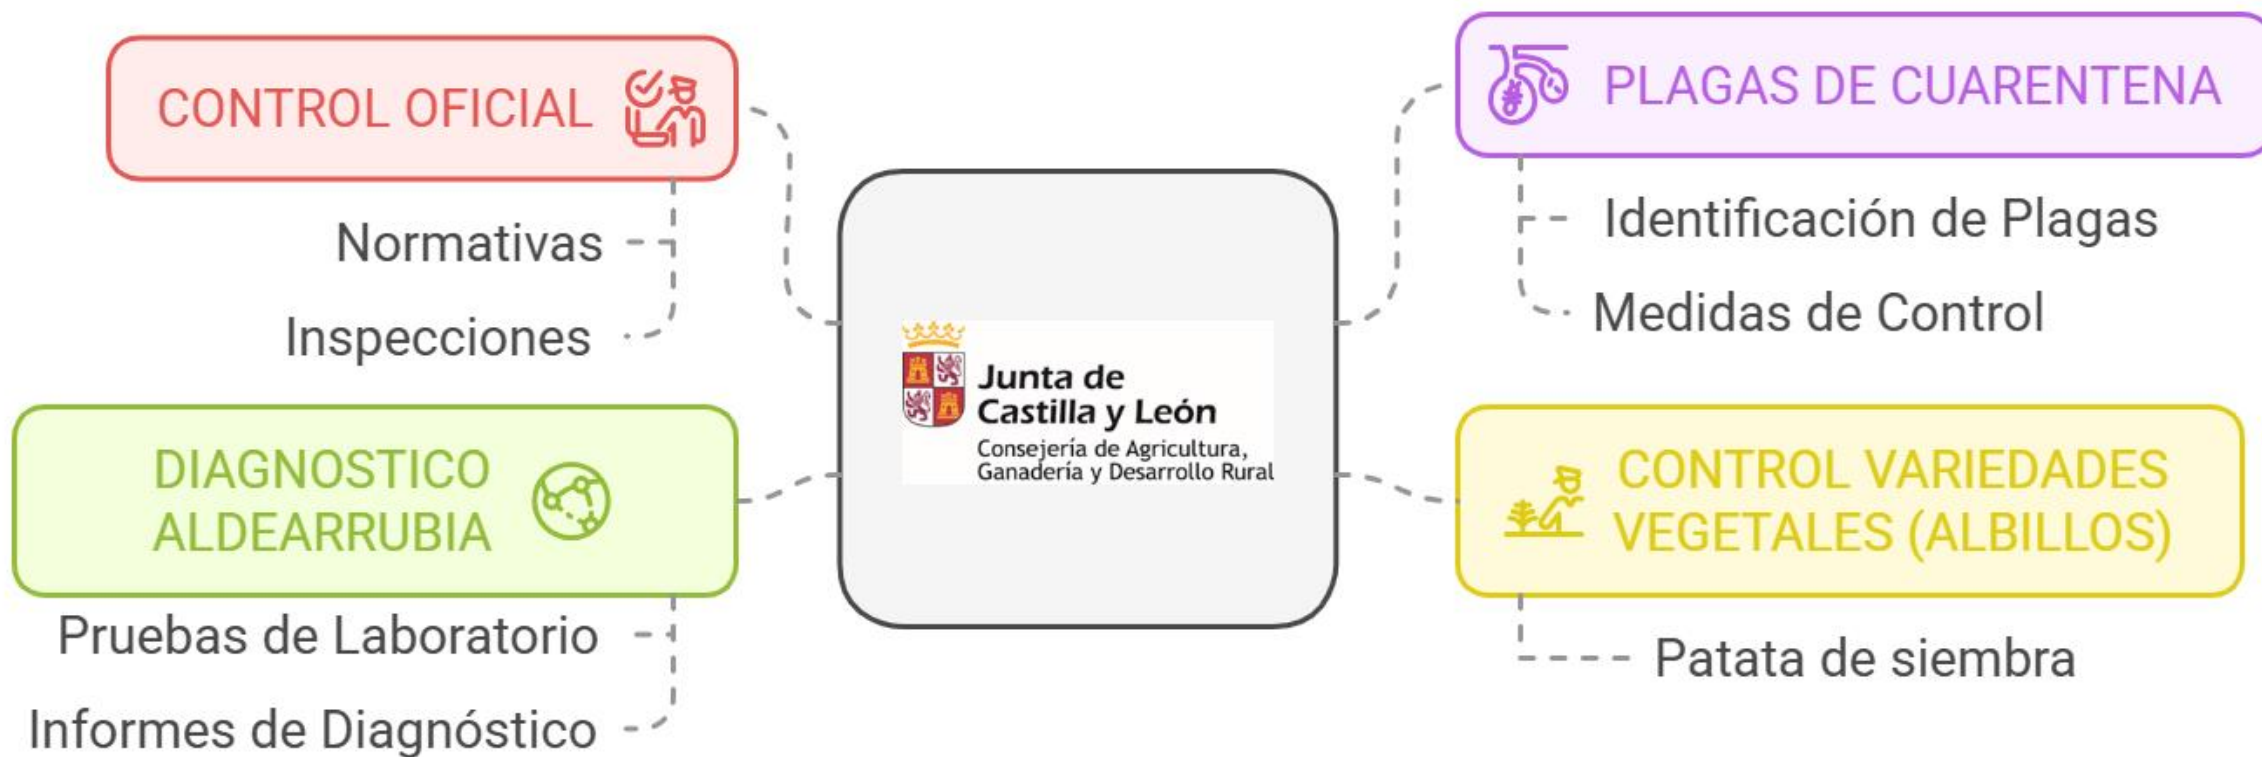 CONTROL OFICIAL
Normativas
Inspecciones
DIAGNOSTICO
ALDEARRUBIA
Pruebas de Laboratorio
Informes de Diagnóstico
Junta de
Castilla y León
Consejería de Agricultura,
Ganadería y Desarrollo Rural
PLAGAS DE CUARENTENA
Identificación de Plagas
Medidas de Control
CONTROL VARIEDADES
VEGETALES (ALBILLOS)
Patata de siembra